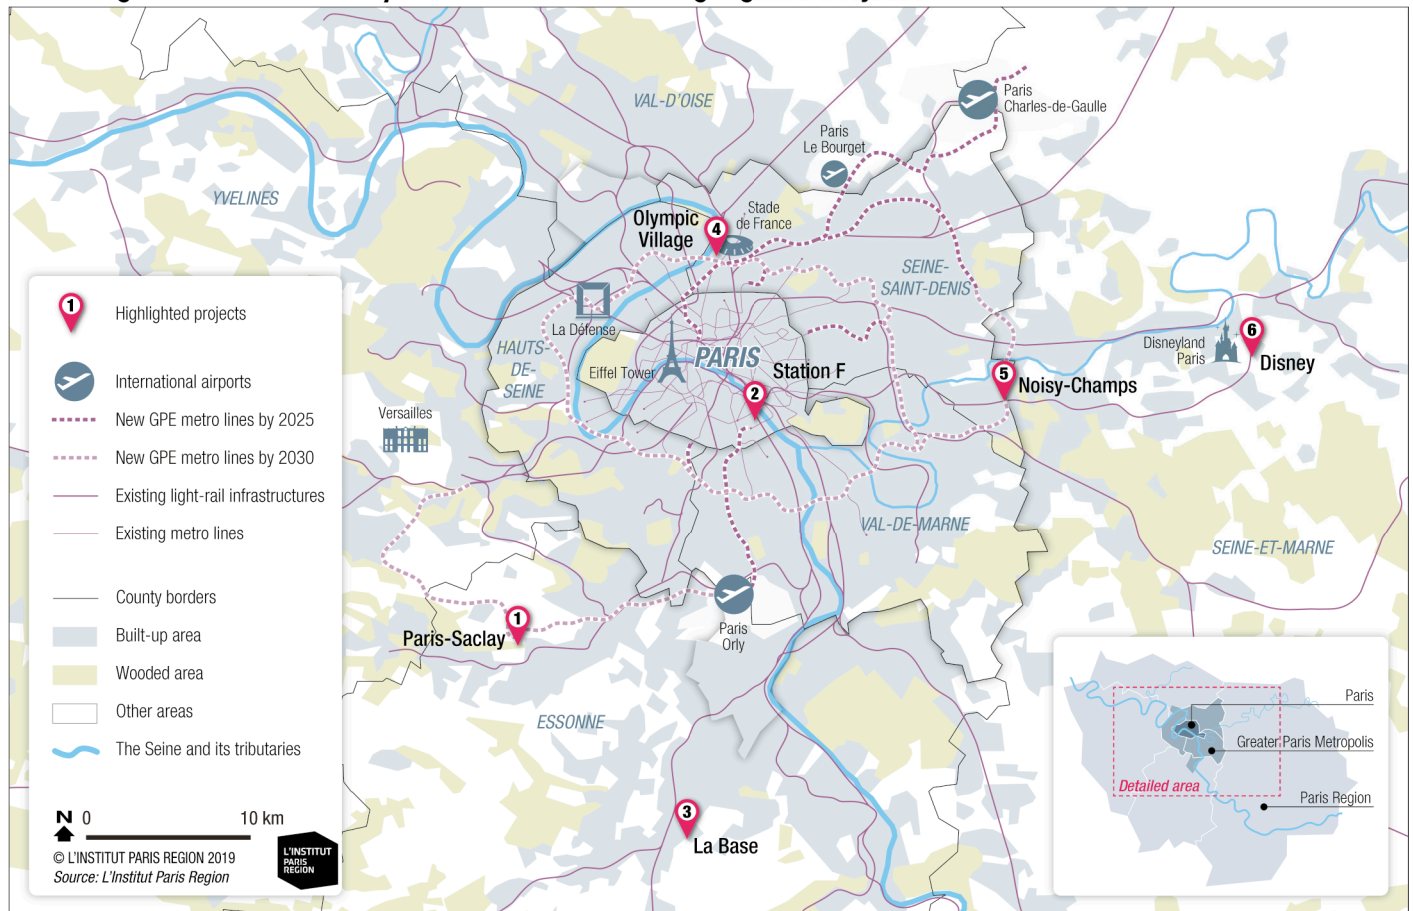 VAL-D'OISE
Paris
Charles-de-Gaulle
Paris
Le Bourget
YVELINES
Olympic
Village
4
Stade
de France
SEINE-
SAINT-DENIS
La Défense
HAUTS-
DE-
SEINE
Eiffel Tower
PARIS
Station F
2
5
Noisy-Champs
Disneyland
Paris
6
Disney
Versailles
VAL-DE-MARNE
SEINE-ET-MARNE
1
Paris-Saclay
Paris
Orly
ESSONNE
3
La Base
1
Highlighted projects
International airports
New GPE metro lines by 2025
New GPE metro lines by 2030
Existing light-rail infrastructures
Existing metro lines
County borders
Built-up area
Wooded area
Other areas
The Seine and its tributaries
N
0
10 km
© L'INSTITUT PARIS REGION 2019
Source: L'Institut Paris Region
L'INSTITUT
PARIS
REGION
Paris
Greater Paris Metropolis
Detailed area
Paris Region